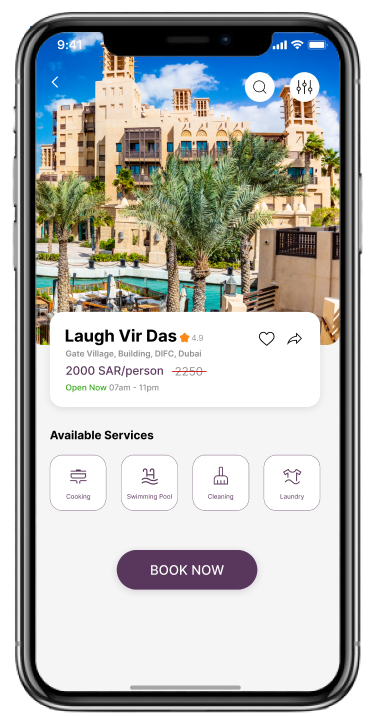 9:41
Laugh Vir Das 4.9
Gate Village, Building, DIFC, Dubai
2000 SAR/person 2250
Open Now 07am - 11pm
Available Services
Cooking Swimming Pool Cleaning Laundry
BOOK NOW